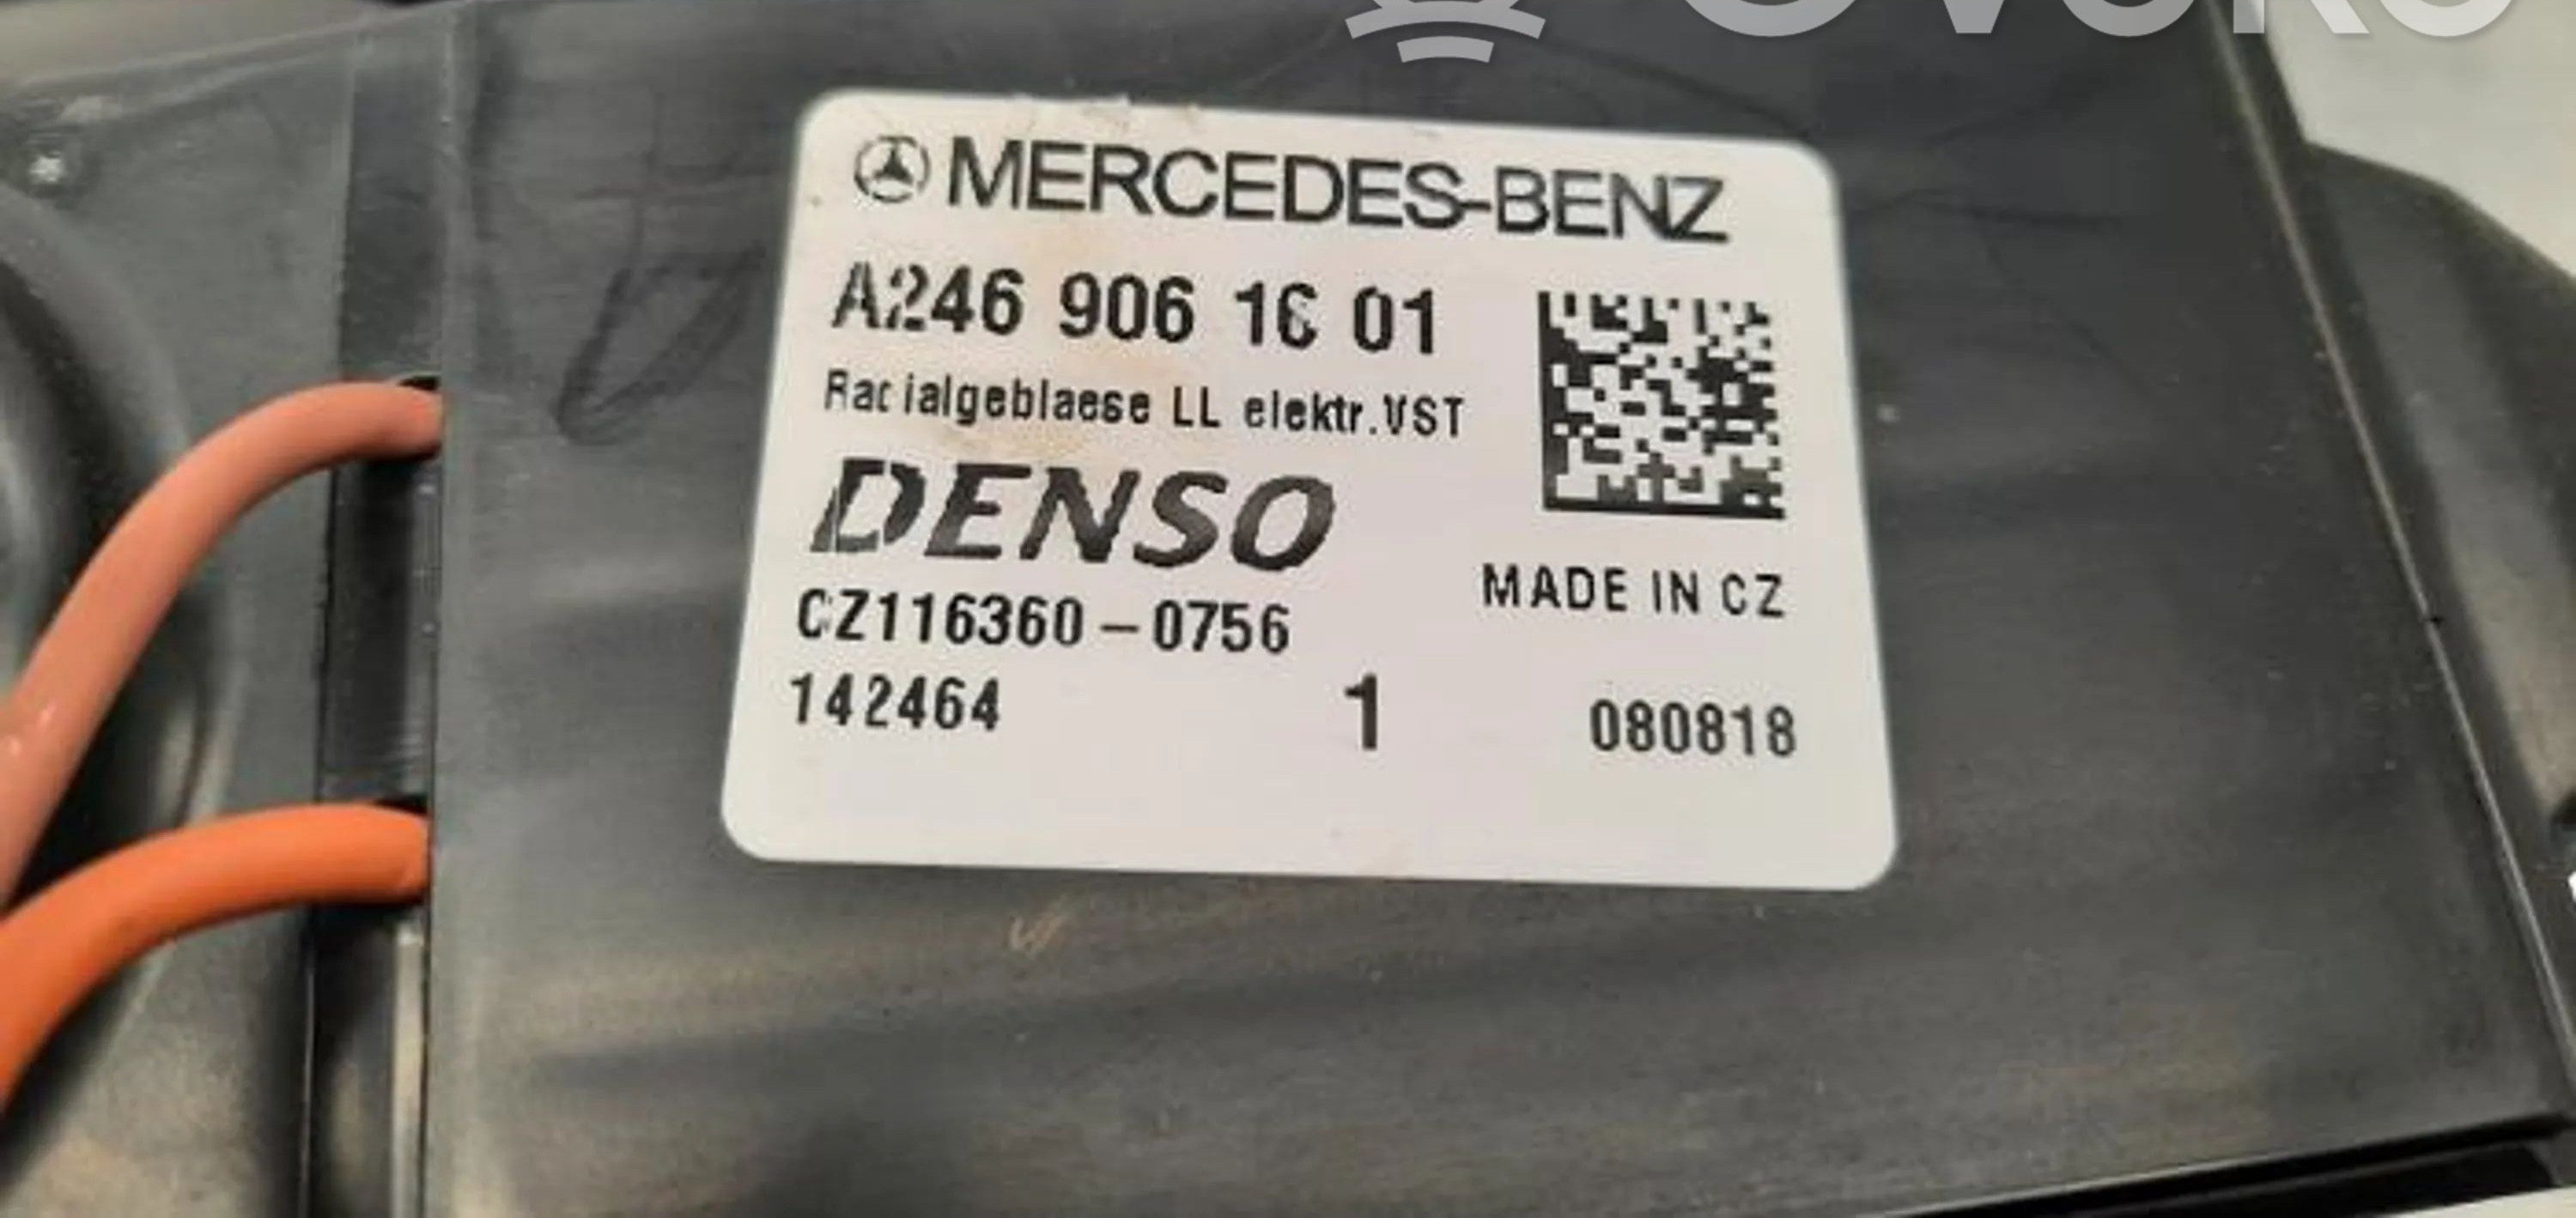 OVOKO
MERCEDES-BENZ
A246 906 16 01
Radialgeblaese LL elektr.VST
DENSO
MADE IN CZ
CZ116360-0756
142464 1 080818